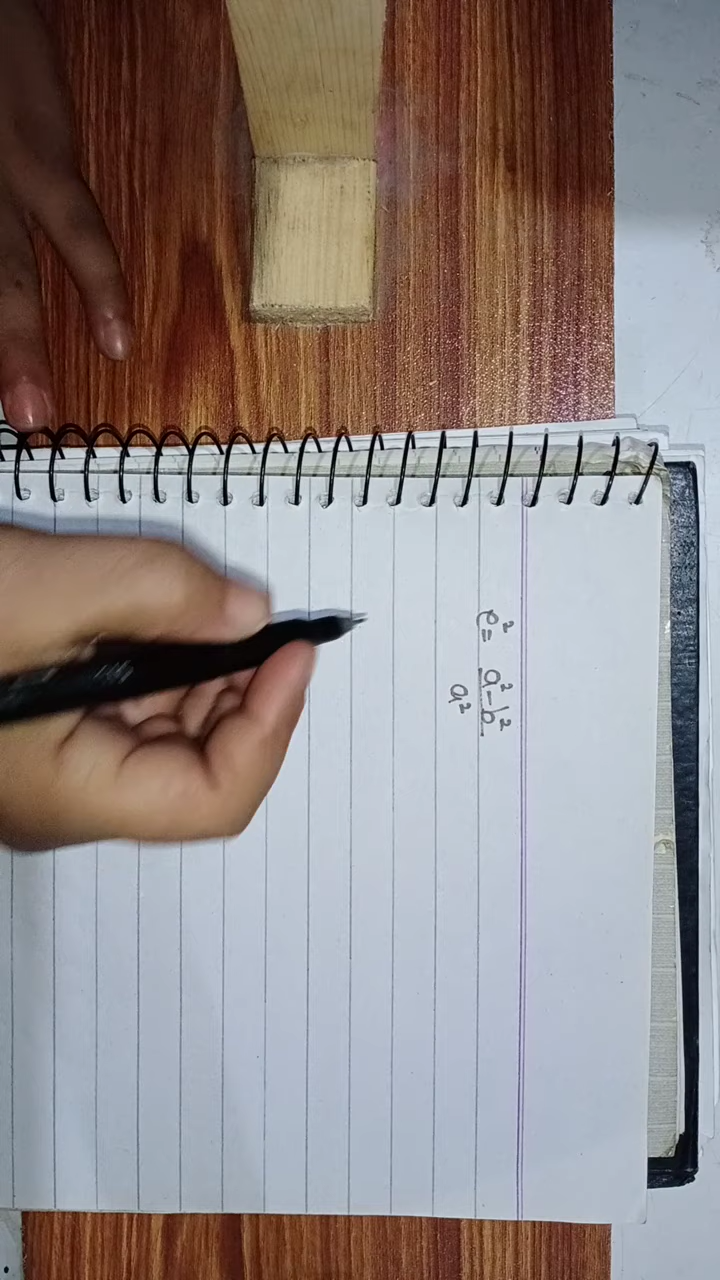 e² = a² - b²
a²